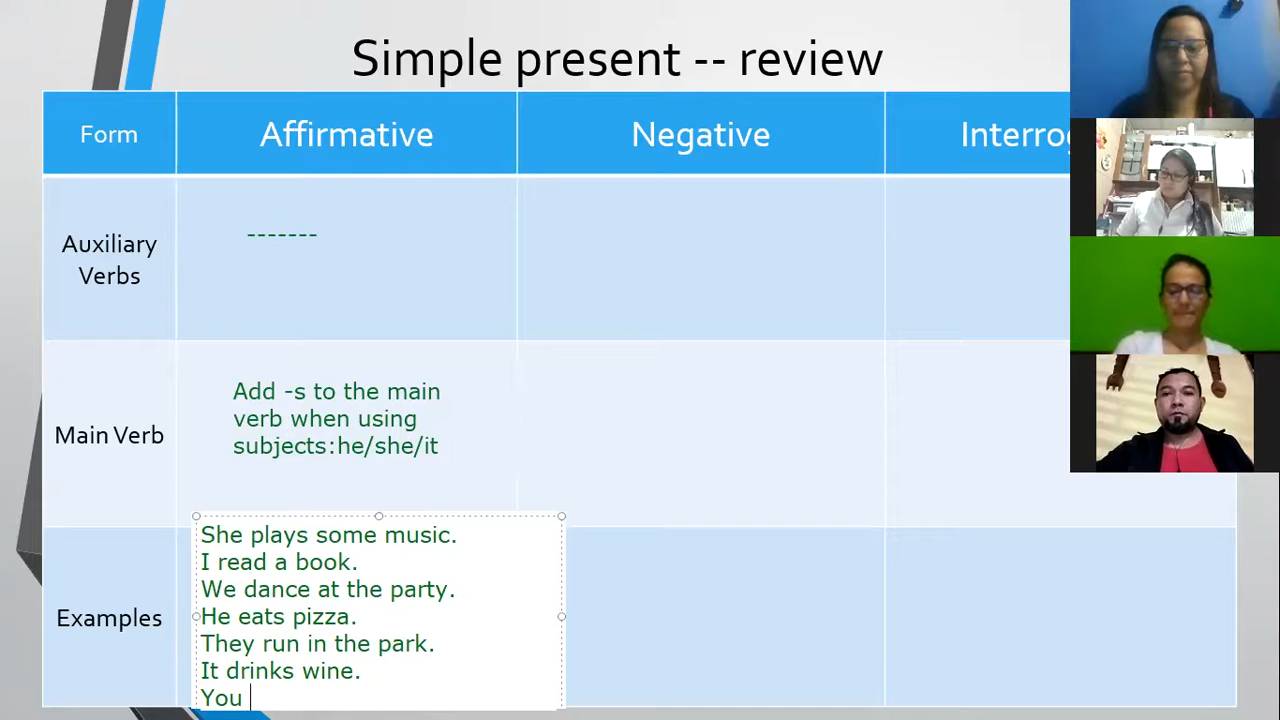 Simple present -- review
Form
Affirmative
Negative
Interrog
Auxiliary
Verbs
-------
Main Verb
Add -s to the main
verb when using
subjects:he/she/it
Examples
She plays some music.
I read a book.
We dance at the party.
He eats pizza.
They run in the park.
It drinks wine.
You